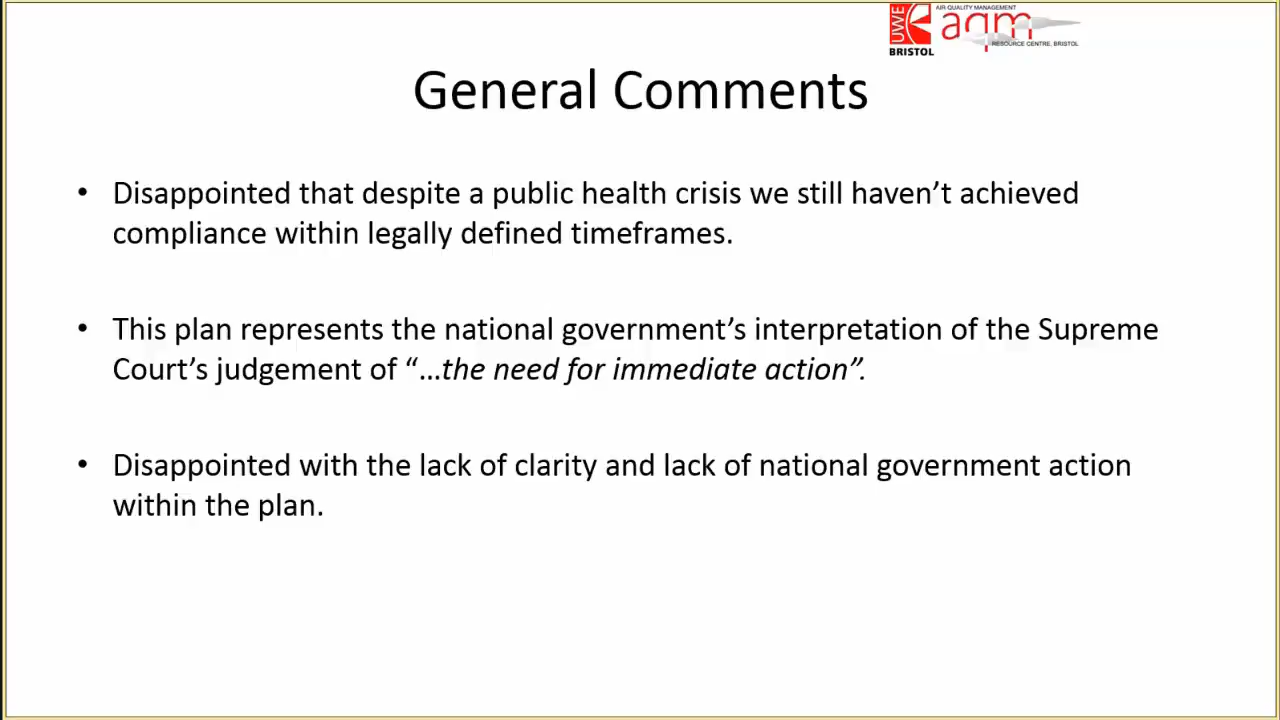 AIR QUALITY MANAGEMENT
UWE
aqm
RESOURCE CENTRE, BRISTOL
BRISTOL
General Comments
• Disappointed that despite a public health crisis we still haven’t achieved
compliance within legally defined timeframes.
• This plan represents the national government’s interpretation of the Supreme
Court’s judgement of “…the need for immediate action”.
• Disappointed with the lack of clarity and lack of national government action
within the plan.